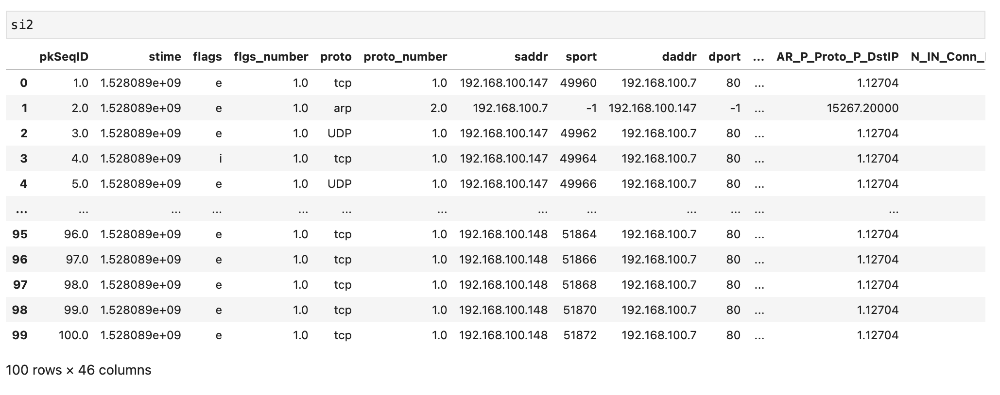 si2
pkSeqID stime flags flgs_number proto proto_number saddr sport daddr dport ... AR_P_Proto_P_DstIP N_IN_Conn_
0 1.0 1.528089e+09 e 1.0 tcp 1.0 192.168.100.147 49960 192.168.100.7 80 ... 1.12704
1 2.0 1.528089e+09 e 1.0 arp 2.0 192.168.100.7 -1 192.168.100.147 -1 ... 15267.20000
2 3.0 1.528089e+09 e 1.0 UDP 1.0 192.168.100.147 49962 192.168.100.7 80 ... 1.12704
3 4.0 1.528089e+09 i 1.0 tcp 1.0 192.168.100.147 49964 192.168.100.7 80 ... 1.12704
4 5.0 1.528089e+09 e 1.0 UDP 1.0 192.168.100.147 49966 192.168.100.7 80 ... 1.12704
... ... ... ... ... ... ... ... ... ... ... ... ...
95 96.0 1.528089e+09 e 1.0 tcp 1.0 192.168.100.148 51864 192.168.100.7 80 ... 1.12704
96 97.0 1.528089e+09 e 1.0 tcp 1.0 192.168.100.148 51866 192.168.100.7 80 ... 1.12704
97 98.0 1.528089e+09 e 1.0 tcp 1.0 192.168.100.148 51868 192.168.100.7 80 ... 1.12704
98 99.0 1.528089e+09 e 1.0 tcp 1.0 192.168.100.148 51870 192.168.100.7 80 ... 1.12704
99 100.0 1.528089e+09 e 1.0 tcp 1.0 192.168.100.148 51872 192.168.100.7 80 ... 1.12704
100 rows × 46 columns